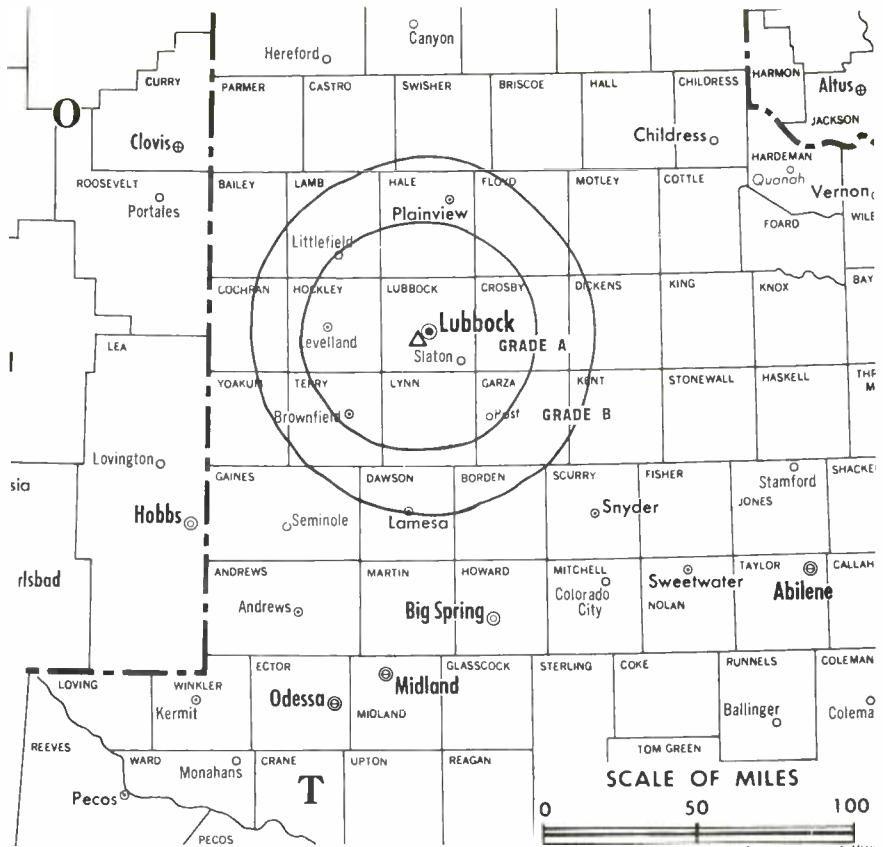 Canyon
Hereford
CURRY
PARMER
CASTRO
SWISHER
BRISCOE
HALL
CHILDRESS
HARMON
Altus
O
JACKSON
Clovis
Childress
HARDEMAN
ROOSEVELT
BAILEY
LAMB
HALE
FLOYD
MOTLEY
COTTLE
Quanah
Vernon
Portales
Plainview
FOARD
WILB
Littlefield
COCHRAN
HOCKLEY
LUBBOCK
CROSBY
DICKENS
KING
KNOX
BAY
Lubbock
Levelland
LEA
Slaton
GRADE A
YOAKUM
TERRY
LYNN
GARZA
KENT
STONEWALL
HASKELL
THR
M
Brownfield
Post
GRADE B
Lovington
GAINES
DAWSON
BORDEN
SCURRY
FISHER
SHACKE
sia
Stamford
JONES
Hobbs
Seminole
Lamesa
Snyder
rlsbad
ANDREWS
MARTIN
HOWARD
MITCHELL
Sweetwater
TAYLOR
CALLAH
Colorado
City
Abilene
Andrews
Big Spring
NOLAN
ECTOR
GLASSCOCK
STERLING
COKE
RUNNELS
COLEMAN
LOVING
WINKLER
Midland
Odessa
Kermit
MIDLAND
Ballinger
Colema
REEVES
WARD
Monahans
CRANE
UPTON
REAGAN
TOM GREEN
T
SCALE OF MILES
Pecos
0 50 100
PECOS